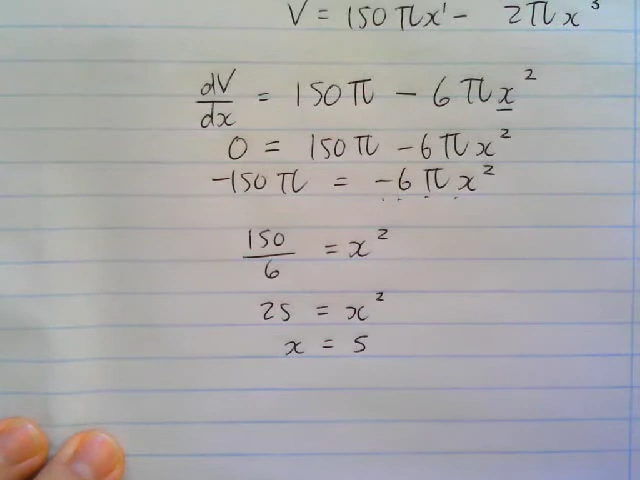 V = 150πx¹ - 2πx³
dV/dx = 150π - 6πx²
0 = 150π - 6πx²
-150π = -6πx²
150/6 = x²
25 = x²
x = 5